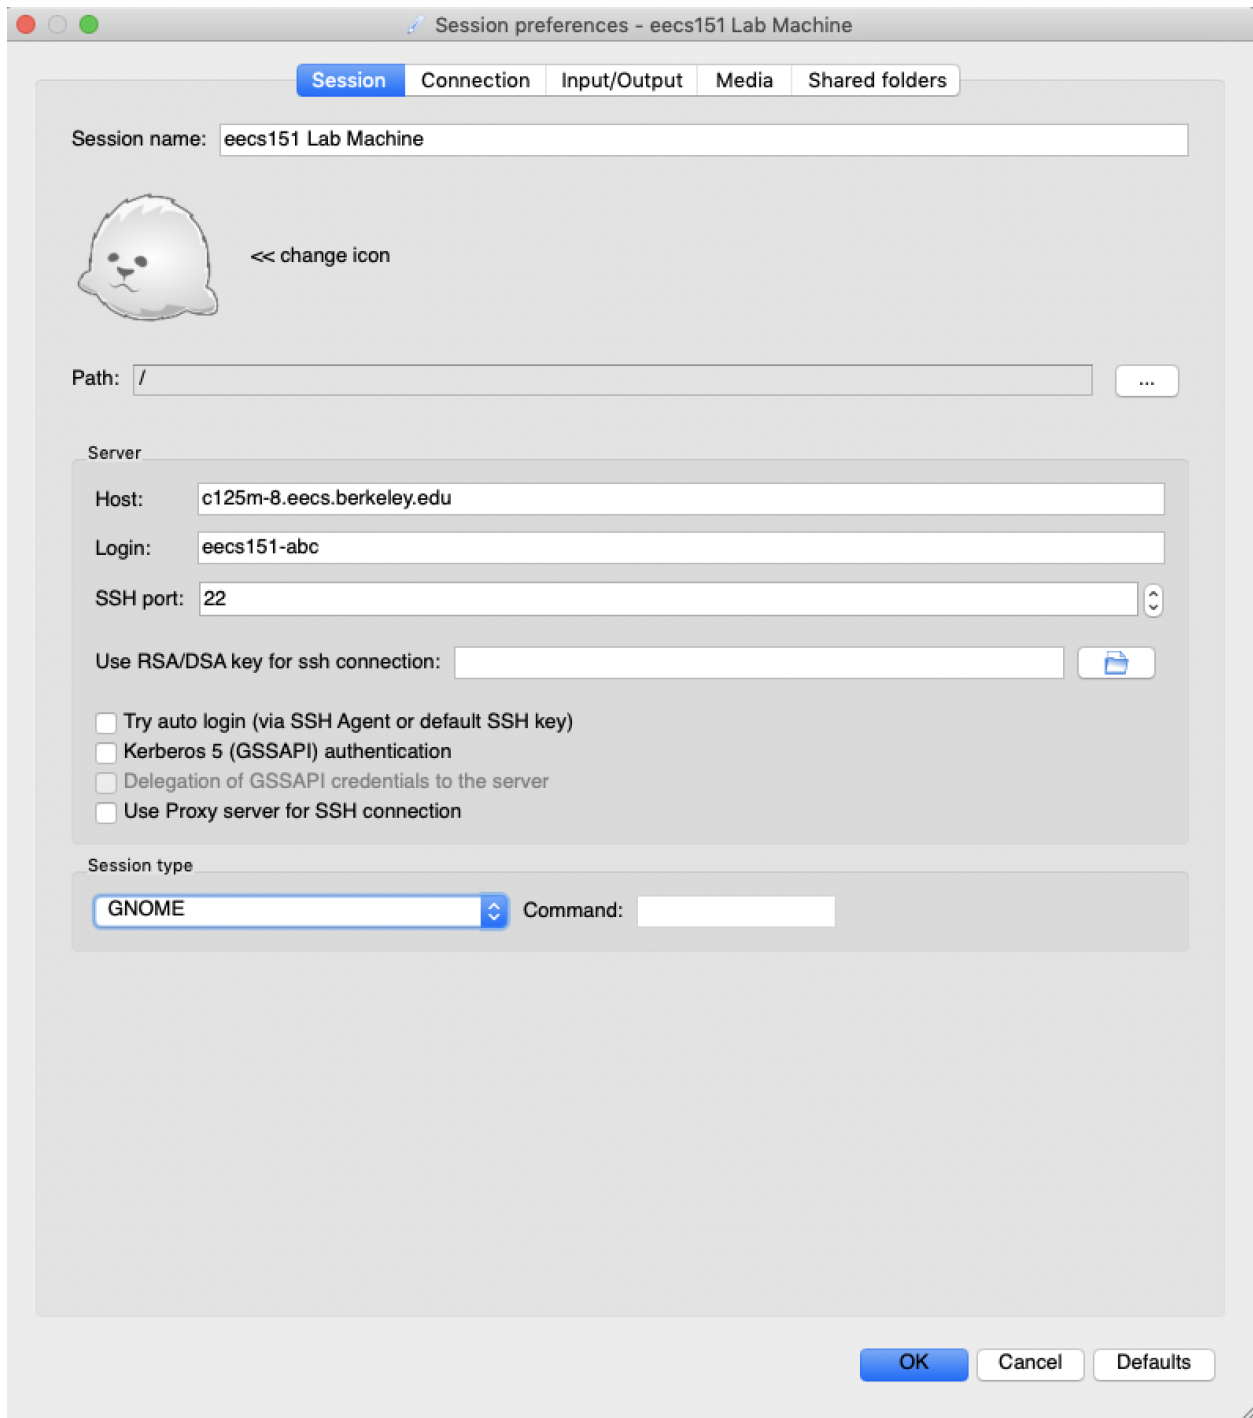 Session preferences - eecs151 Lab Machine
Session Connection Input/Output Media Shared folders
Session name: eecs151 Lab Machine
<< change icon
Path: / ...
Server
Host: c125m-8.eecs.berkeley.edu
Login: eecs151-abc
SSH port: 22
Use RSA/DSA key for ssh connection:
Try auto login (via SSH Agent or default SSH key)
Kerberos 5 (GSSAPI) authentication
Delegation of GSSAPI credentials to the server
Use Proxy server for SSH connection
Session type
GNOME Command:
OK Cancel Defaults